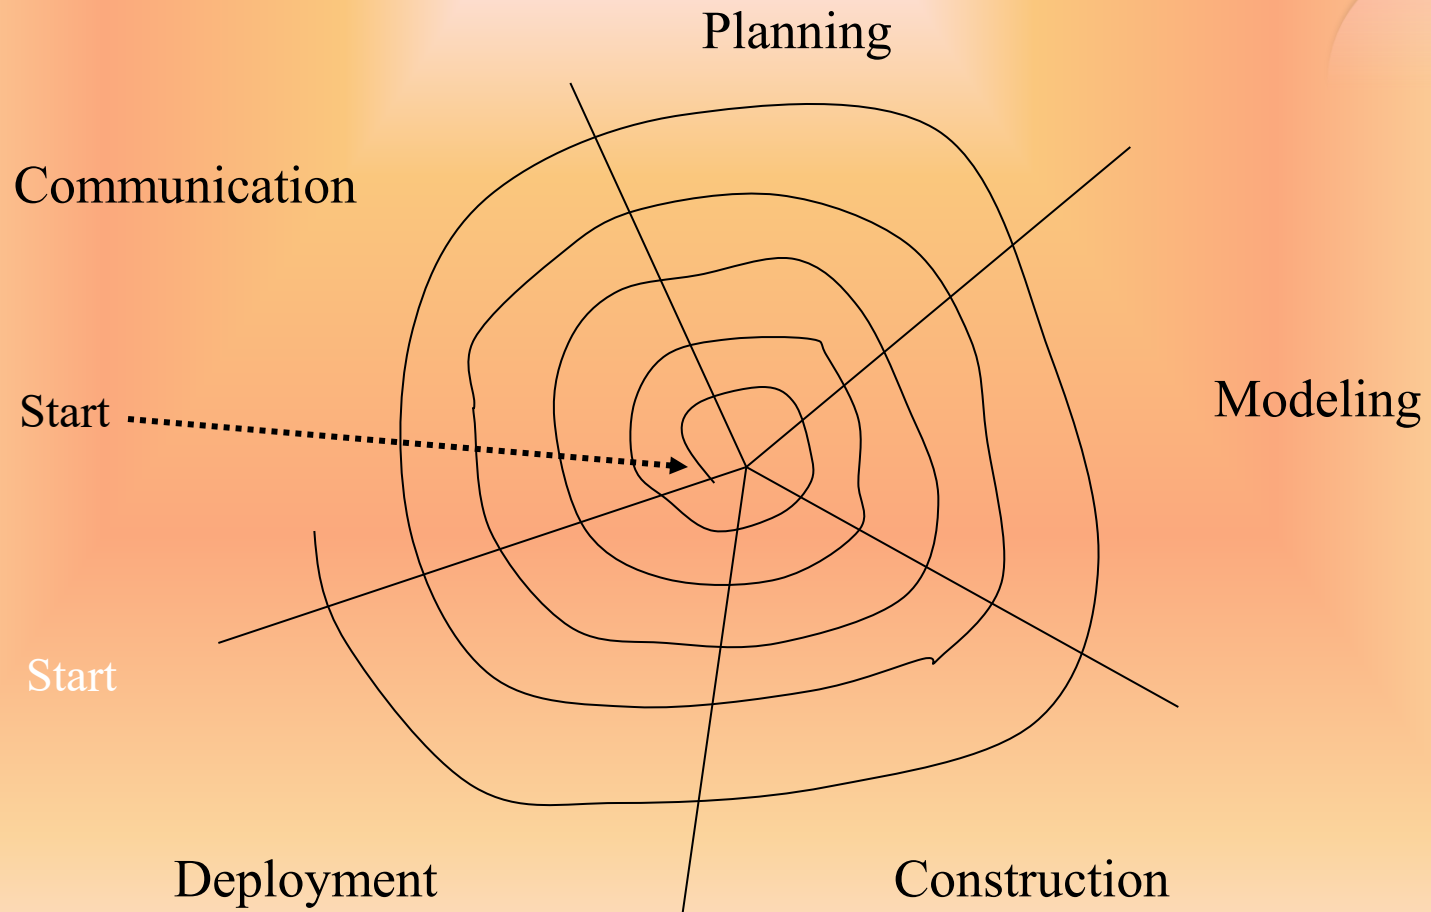 Planning
Communication
Start
Modeling
Start
Deployment
Construction